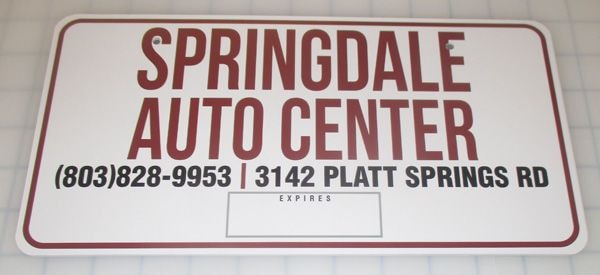 SPRINGDALE
AUTO CENTER
(803)828-9953 | 3142 PLATT SPRINGS RD
EXPIRES